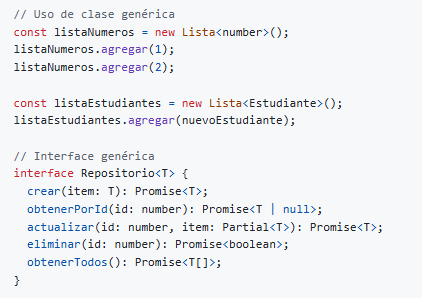 // Uso de clase genérica
const listaNumeros = new Lista<number>();
listaNumeros.agregar(1);
listaNumeros.agregar(2);

const listaEstudiantes = new Lista<Estudiante>();
listaEstudiantes.agregar(nuevoEstudiante);

// Interface genérica
interface Repositorio<T> {
  crear(item: T): Promise<T>;
  obtenerPorId(id: number): Promise<T | null>;
  actualizar(id: number, item: Partial<T>): Promise<T>;
  eliminar(id: number): Promise<boolean>;
  obtenerTodos(): Promise<T[]>;
}